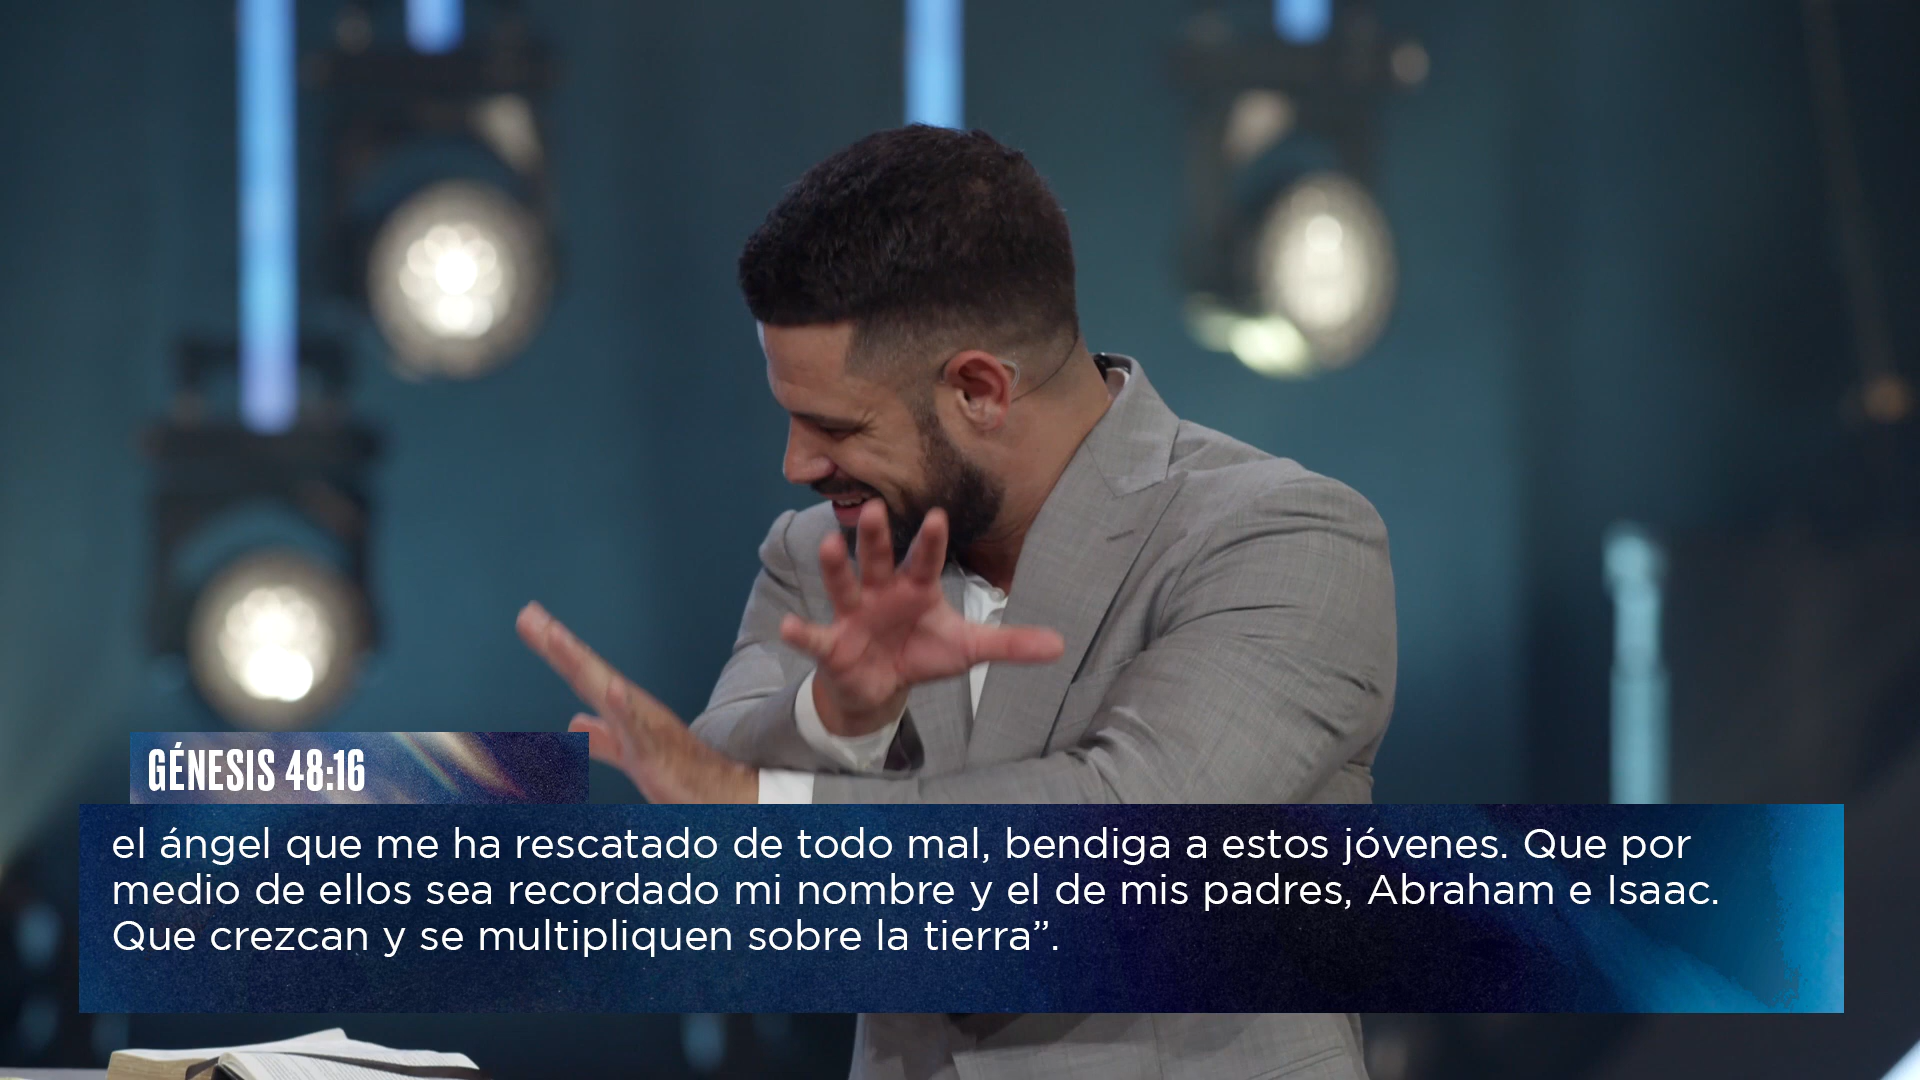 GÉNESIS 48:16
el ángel que me ha rescatado de todo mal, bendiga a estos jóvenes. Que por
medio de ellos sea recordado mi nombre y el de mis padres, Abraham e Isaac.
Que crezcan y se multipliquen sobre la tierra”.